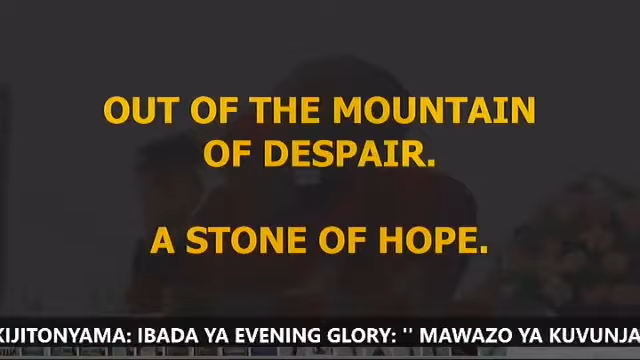 OUT OF THE MOUNTAIN
OF DESPAIR.
A STONE OF HOPE.
KIJITONYAMA: IBADA YA EVENING GLORY: '' MAWAZO YA KUVUNJA